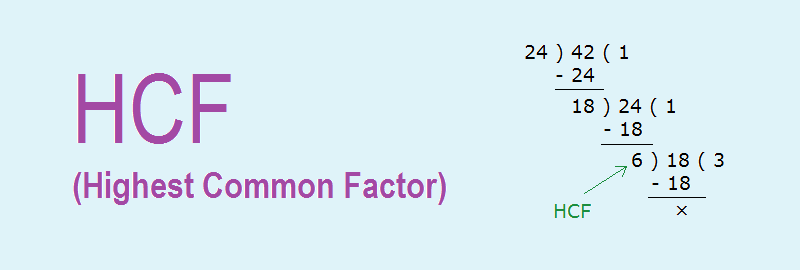 HCF
(Highest Common Factor)
24 ) 42 ( 1
- 24
18 ) 24 ( 1
- 18
6 ) 18 ( 3
- 18
×
HCF